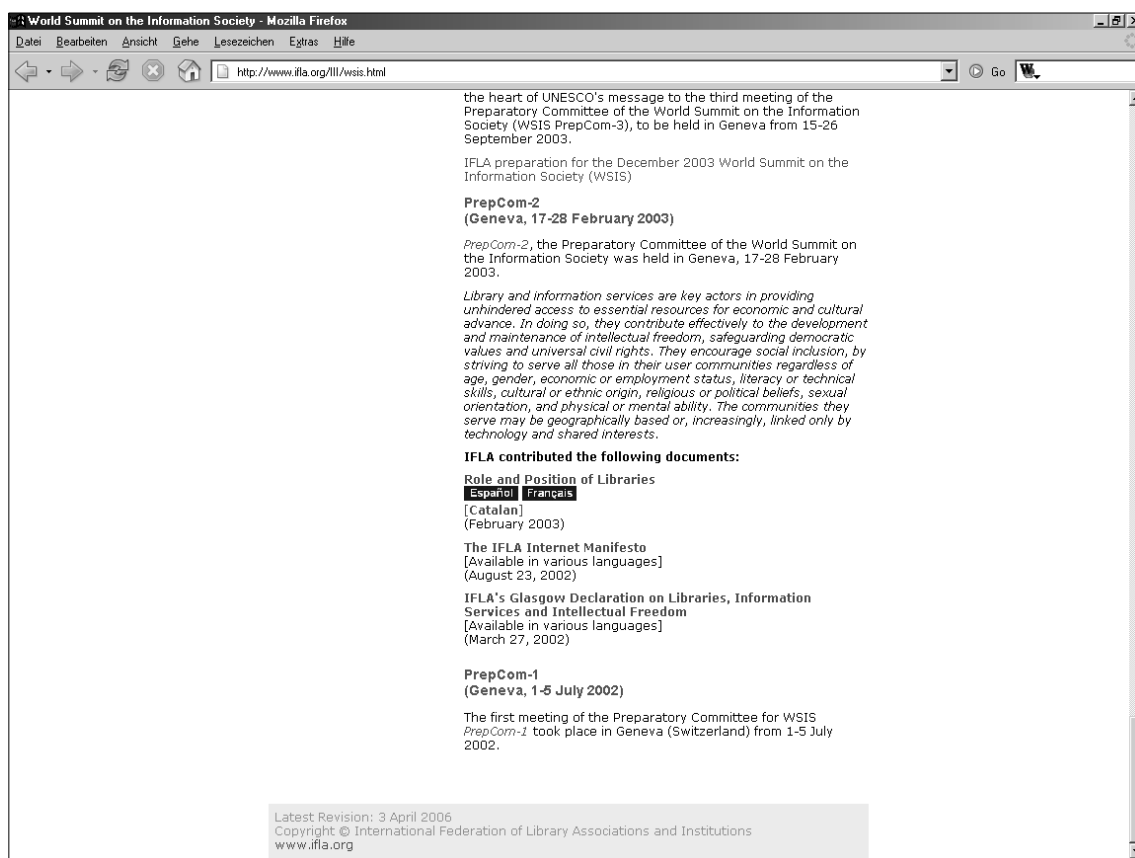 World Summit on the Information Society - Mozilla Firefox
Datei Bearbeiten Ansicht Gehe Lesezeichen Extras Hilfe
http://www.ifla.org/III/wsis.html Go W
the heart of UNESCO's message to the third meeting of the
Preparatory Committee of the World Summit on the Information
Society (WSIS PrepCom-3), to be held in Geneva from 15-26
September 2003.
IFLA preparation for the December 2003 World Summit on the
Information Society (WSIS)
PrepCom-2
(Geneva, 17-28 February 2003)
PrepCom-2, the Preparatory Committee of the World Summit on
the Information Society was held in Geneva, 17-28 February
2003.
Library and information services are key actors in providing
unhindered access to essential resources for economic and cultural
advance. In doing so, they contribute effectively to the development
and maintenance of intellectual freedom, safeguarding democratic
values and universal civil rights. They encourage social inclusion, by
striving to serve all those in their user communities regardless of
age, gender, economic or employment status, literacy or technical
skills, cultural or ethnic origin, religious or political beliefs, sexual
orientation, and physical or mental ability. The communities they
serve may be geographically based or, increasingly, linked only by
technology and shared interests.
IFLA contributed the following documents:
Role and Position of Libraries
Español Français
[Catalan]
(February 2003)
The IFLA Internet Manifesto
[Available in various languages]
(August 23, 2002)
IFLA's Glasgow Declaration on Libraries, Information
Services and Intellectual Freedom
[Available in various languages]
(March 27, 2002)
PrepCom-1
(Geneva, 1-5 July 2002)
The first meeting of the Preparatory Committee for WSIS
PrepCom-1 took place in Geneva (Switzerland) from 1-5 July
2002.
Latest Revision: 3 April 2006
Copyright © International Federation of Library Associations and Institutions
www.ifla.org